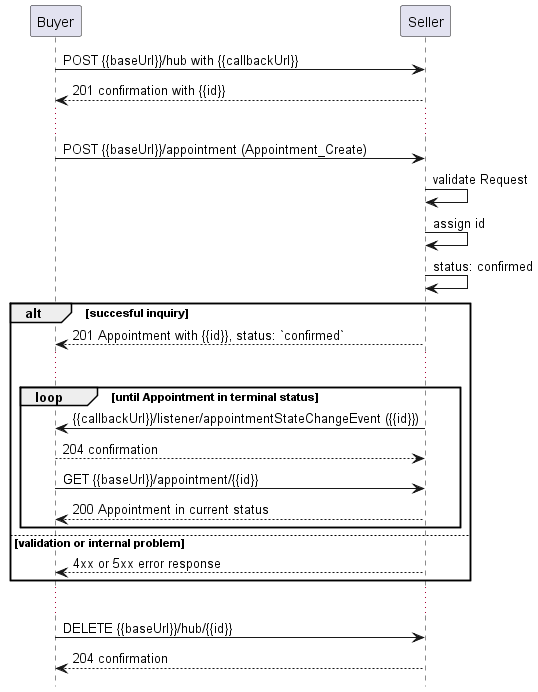 Buyer
Seller
POST {{baseUrl}}/hub with {{callbackUrl}}
201 confirmation with {{id}}
POST {{baseUrl}}/appointment (Appointment_Create)
validate Request
assign id
status: confirmed
alt [succesful inquiry]
201 Appointment with {{id}}, status: `confirmed`
loop [until Appointment in terminal status]
{{callbackUrl}}/listener/appointmentStateChangeEvent ({{id}})
204 confirmation
GET {{baseUrl}}/appointment/{{id}}
200 Appointment in current status
[validation or internal problem]
4xx or 5xx error response
DELETE {{baseUrl}}/hub/{{id}}
204 confirmation